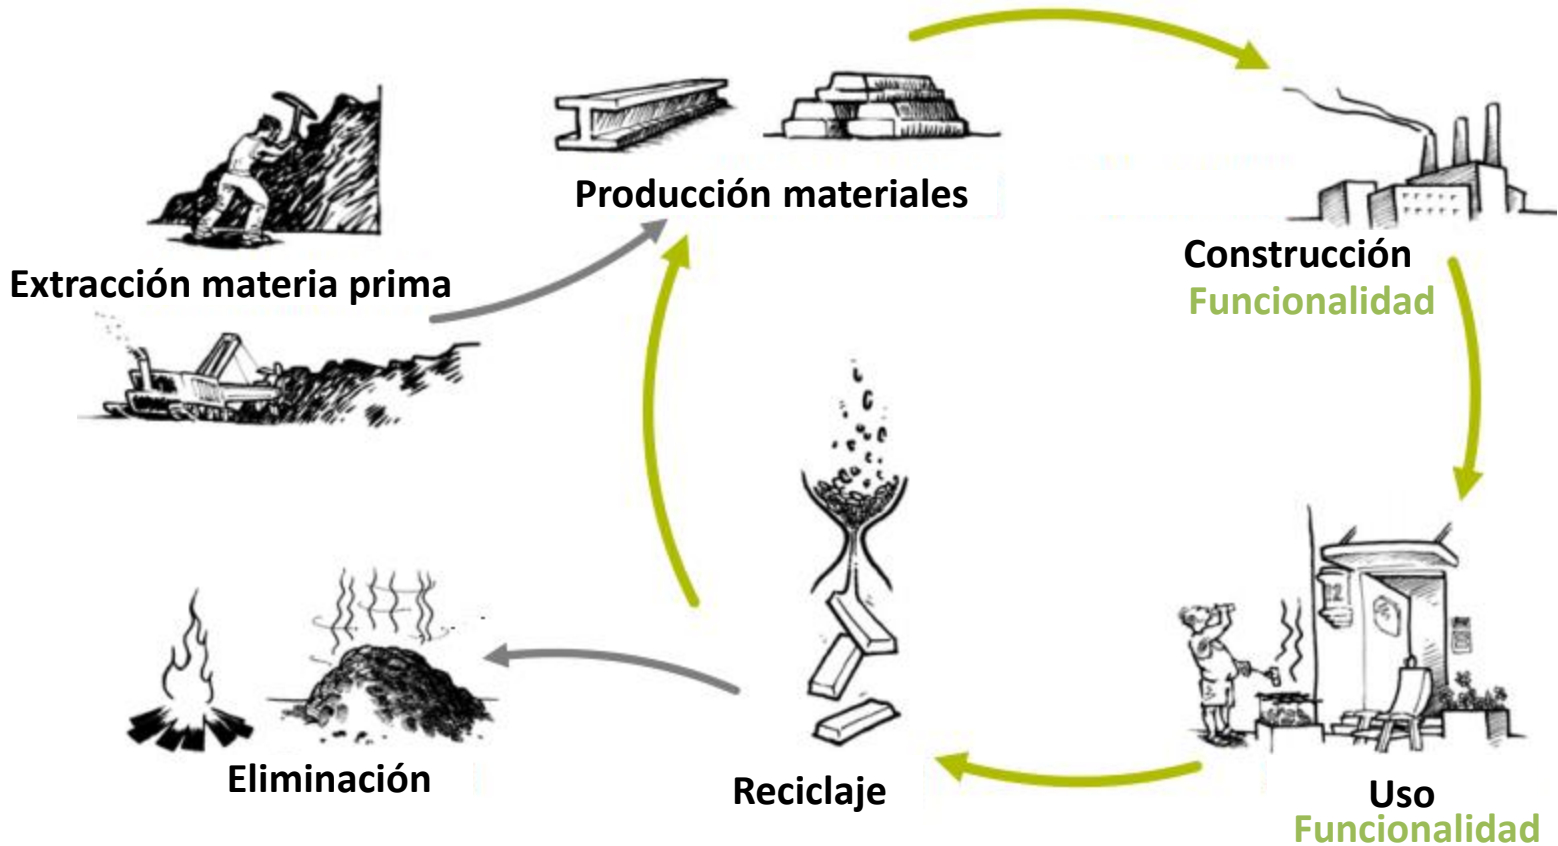 Producción materiales
Extracción materia prima
Construcción
Funcionalidad
Eliminación
Reciclaje
Uso
Funcionalidad